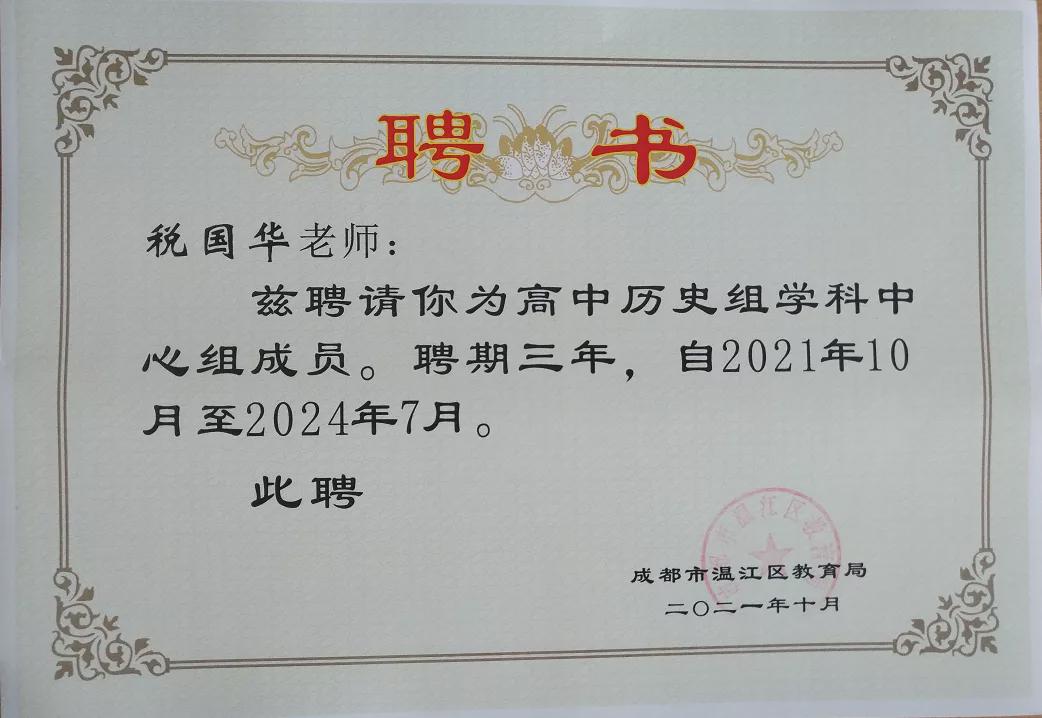 聘书
税国华老师：
兹聘请你为高中历史组学科中
心组成员。聘期三年，自2021年10
月至2024年7月。
此聘
成都市温江区教育局
二〇二一年十月